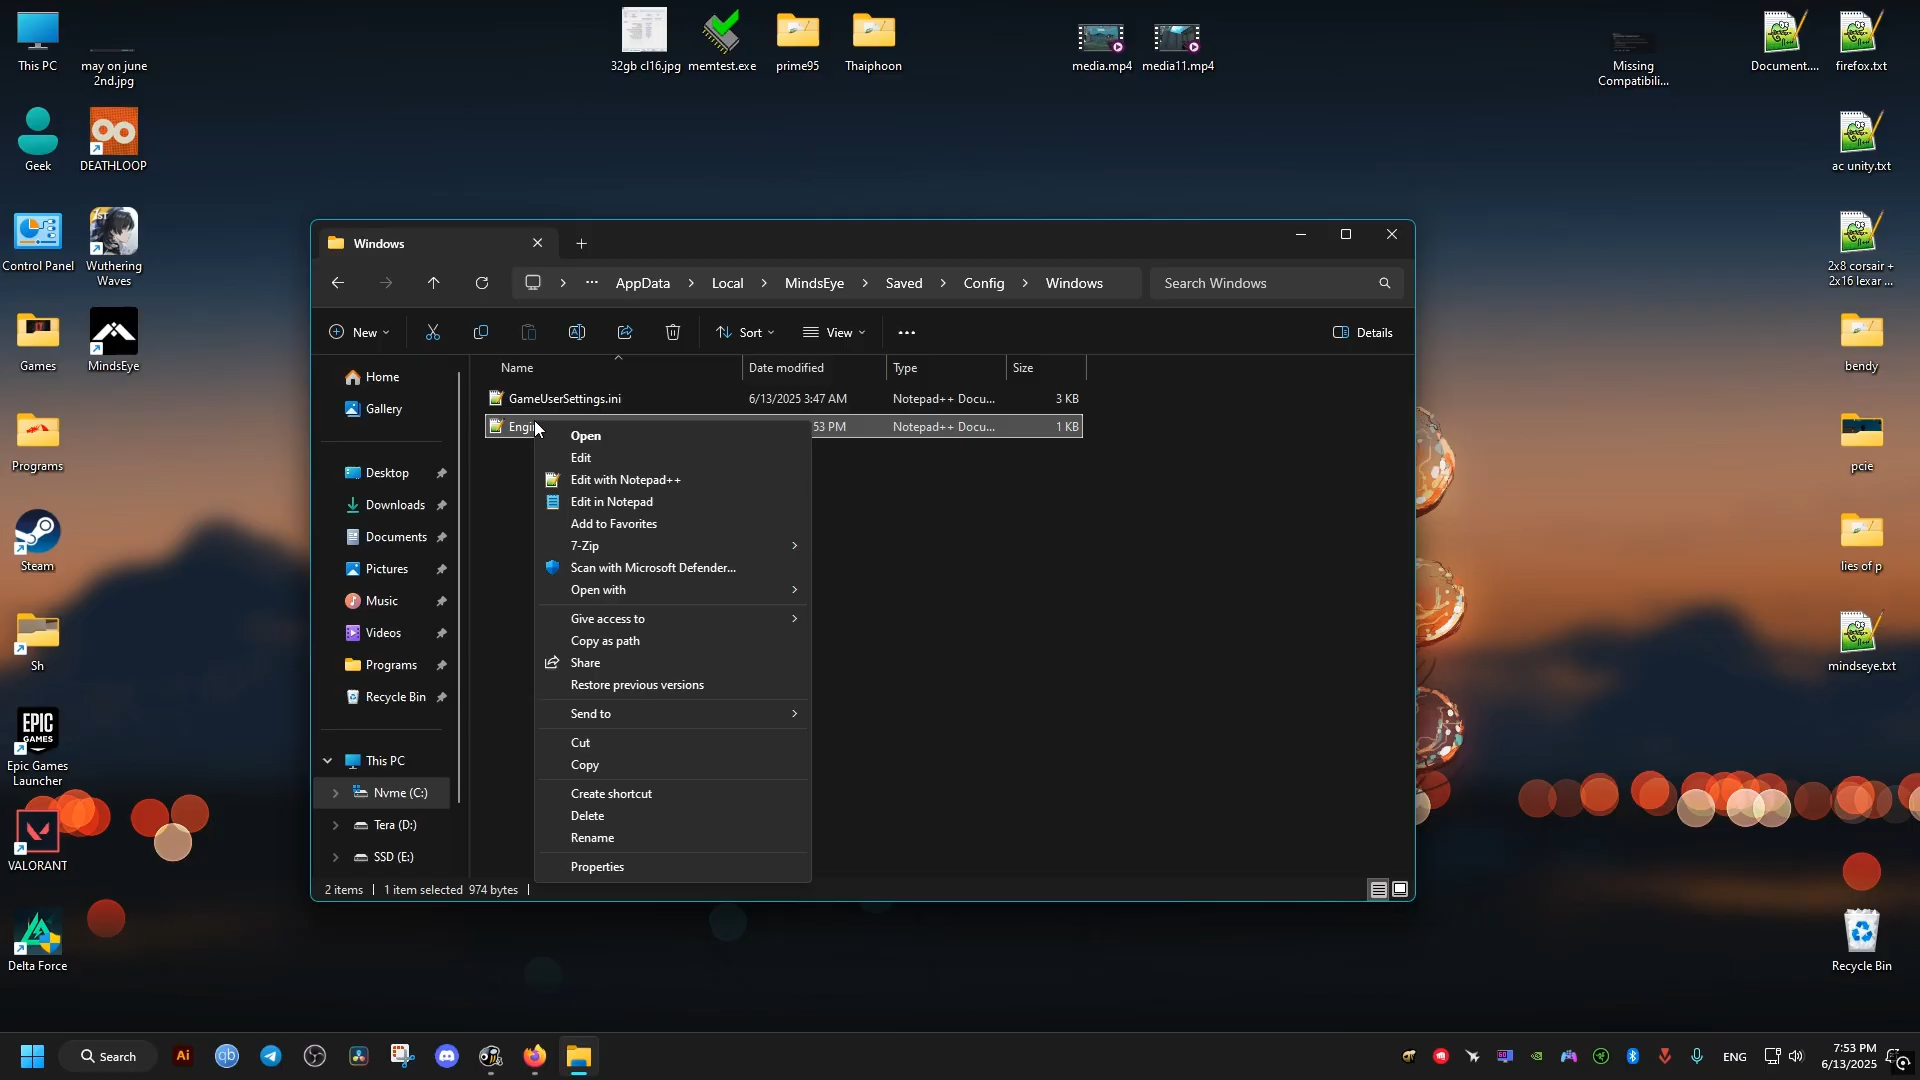 This PC
may on june
2nd.jpg
32gb cl16.jpg
memtest.exe
prime95
Thaiphoon
media.mp4
media11.mp4
Missing
Compatibili...
Document....
firefox.txt
Geek
DEATHLOOP
ac unity.txt
Control Panel
Wuthering
Waves
2x8 corsair +
2x16 lexar ...
Games
MindsEye
bendy
Programs
pcie
Steam
lies of p
Sh
mindseye.txt
EPIC
GAMES
Epic Games
Launcher
VALORANT
Delta Force
Recycle Bin
Windows
AppData
Local
MindsEye
Saved
Config
Windows
Search Windows
New
Sort
View
Details
Name
Date modified
Type
Size
GameUserSettings.ini
6/13/2025 3:47 AM
Notepad++ Docu...
3 KB
Engi
53 PM
Notepad++ Docu...
1 KB
Home
Gallery
Desktop
Downloads
Documents
Pictures
Music
Videos
Programs
Recycle Bin
This PC
Nvme (C:)
Tera (D:)
SSD (E:)
Open
Edit
Edit with Notepad++
Edit in Notepad
Add to Favorites
7-Zip
Scan with Microsoft Defender...
Open with
Give access to
Copy as path
Share
Restore previous versions
Send to
Cut
Copy
Create shortcut
Delete
Rename
Properties
2 items
1 item selected 974 bytes
Search
Ai
qb
ENG
7:53 PM
6/13/2025